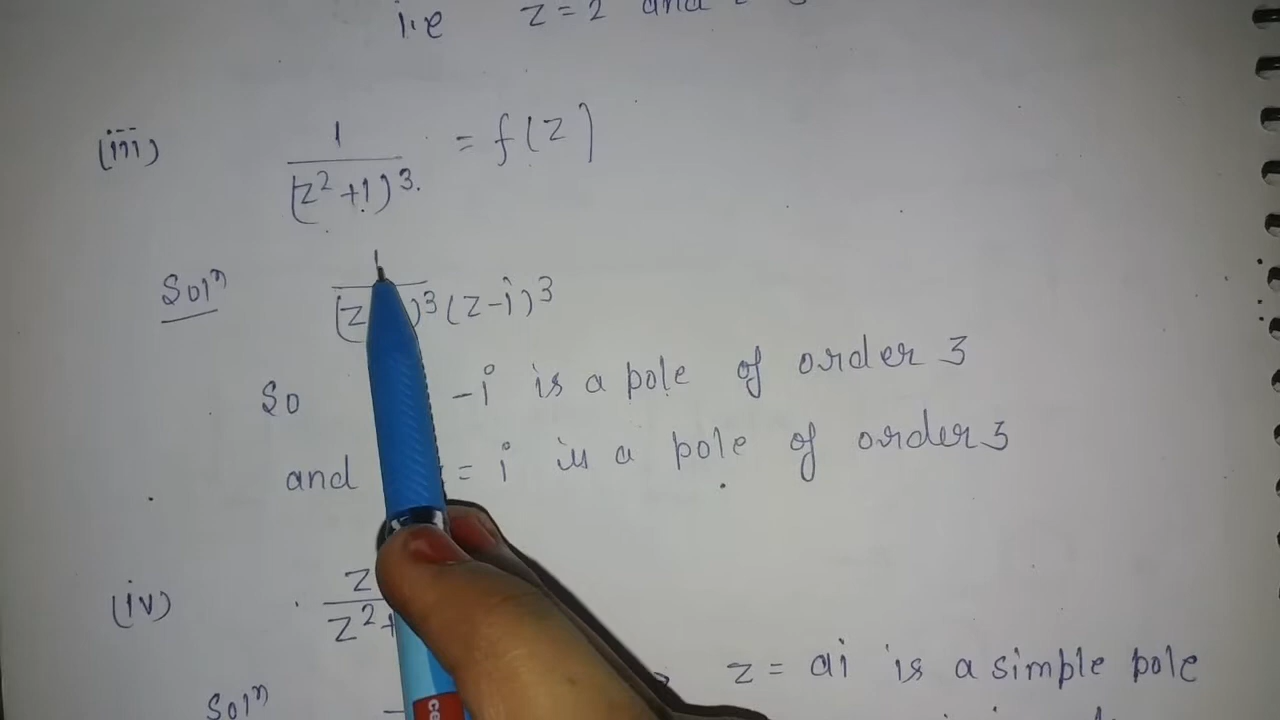 i.e z = 2 and
(iii) 1 / (z² + 1)³ = f(z)
Solⁿ 1 / (z )³ (z - i)³
So - i is a pole of order 3
and = i is a pole of order 3
(iv) z / z² + z = ai is a simple pole
Solⁿ